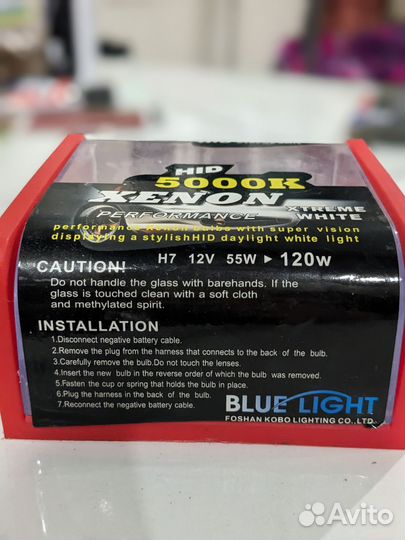 HID
5000K
XENON
PERFORMANCE
XTREME
WHITE
performance Xenon bulbs with super vision
displaying a stylishHID daylight white light
H7 12V 55W ► 120w
CAUTION!
Do not handle the glass with barehands. If the
glass is touched clean with a soft cloth
and methylated spirit.
INSTALLATION
1.Disconnect negative battery cable.
2.Remove the plug from the harness that connects to the back of the bulb.
3.Carefully remove the bulb.Do not touch the lenses.
4.Insert the new bulb in the reverse order of which the bulb was removed.
5.Fasten the cup or spring that holds the bulb in place.
6.Plug the harness in the back of the bulb.
7.Reconnect the negative battery cable.
BLUE LIGHT
FOSHAN KOBO LIGHTING CO.,LTD.
Avito